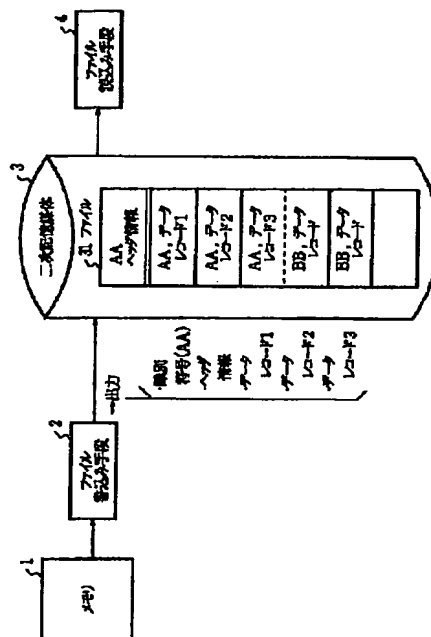 1
メモリ
2
ファイル
書込み手段
→出力
識別
符号(AA)
ヘッダ
情報
データ
レコード1
データ
レコード2
データ
レコード3
3
二次記憶媒体
31 ファイル
AA
ヘッダ情報
AA, データ
レコード1
AA, データ
レコード2
AA, データ
レコード3
BB, データ
レコード
BB, データ
レコード
4
ファイル
読込み手段